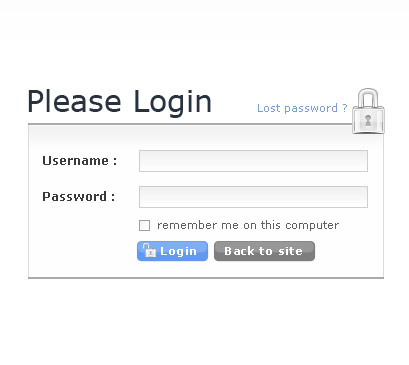 Please Login
Lost password ?
Username :
Password :
remember me on this computer
Login
Back to site